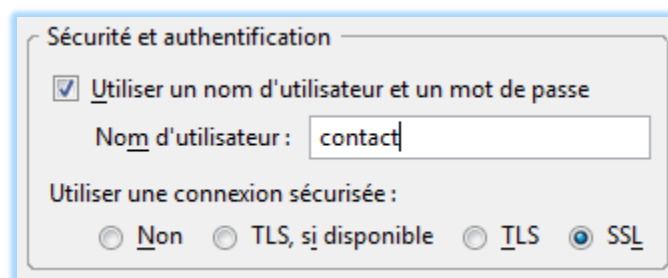 Sécurité et authentification
Utiliser un nom d'utilisateur et un mot de passe
Nom d'utilisateur : contact
Utiliser une connexion sécurisée :
Non TLS, si disponible TLS SSL